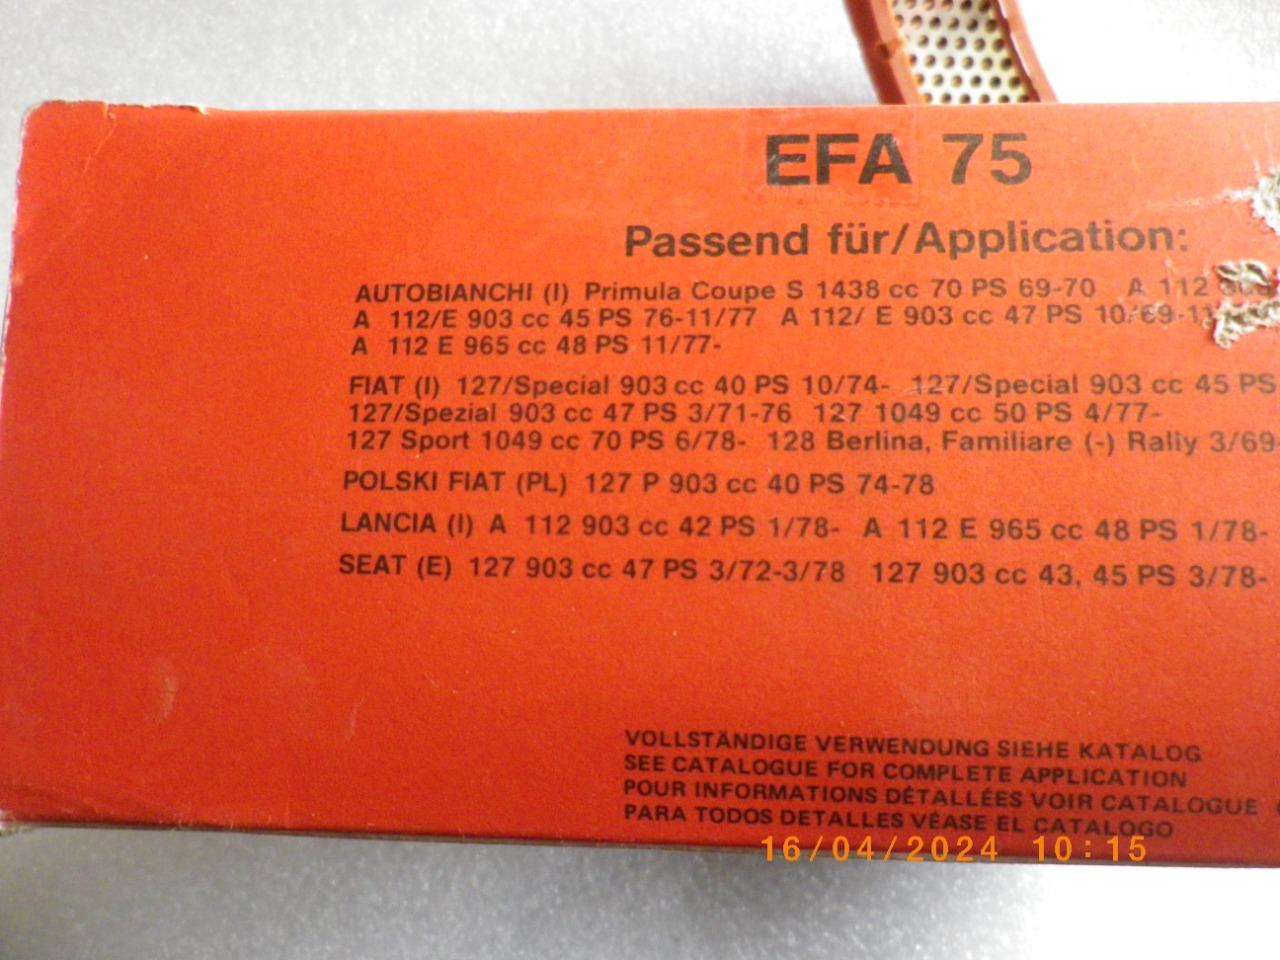 EFA 75
Passend für/Application:
AUTOBIANCHI (I) Primula Coupe S 1438 cc 70 PS 69-70 A 112
A 112/E 903 cc 45 PS 76-11/77 A 112/ E 903 cc 47 PS 10/69-11
A 112 E 965 cc 48 PS 11/77-
FIAT (I) 127/Special 903 cc 40 PS 10/74- 127/Special 903 cc 45 PS
127/Spezial 903 cc 47 PS 3/71-76 127 1049 cc 50 PS 4/77-
127 Sport 1049 cc 70 PS 6/78- 128 Berlina, Familiare (-) Rally 3/69
POLSKI FIAT (PL) 127 P 903 cc 40 PS 74-78
LANCIA (I) A 112 903 cc 42 PS 1/78- A 112 E 965 cc 48 PS 1/78-
SEAT (E) 127 903 cc 47 PS 3/72-3/78 127 903 cc 43, 45 PS 3/78-
VOLLSTÄNDIGE VERWENDUNG SIEHE KATALOG
SEE CATALOGUE FOR COMPLETE APPLICATION
POUR INFORMATIONS DÉTALLÉES VOIR CATALOGUE
PARA TODOS DETALLES VÉASE EL CATALOGO
16/04/2024 10:15